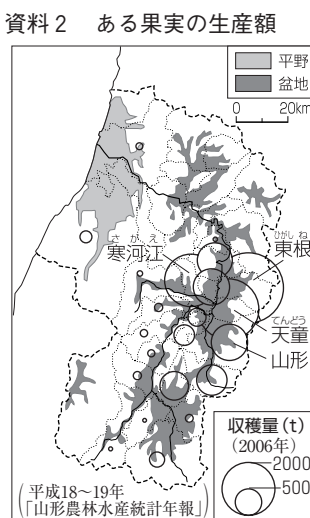 資料2 ある果実の生産額
平野
盆地
0 20km
さがえ
寒河江
ひがしね
東根
てんどう
天童
山形
収穫量(t)
(2006年)
2000
500
平成18~19年
「山形農林水産統計年報」